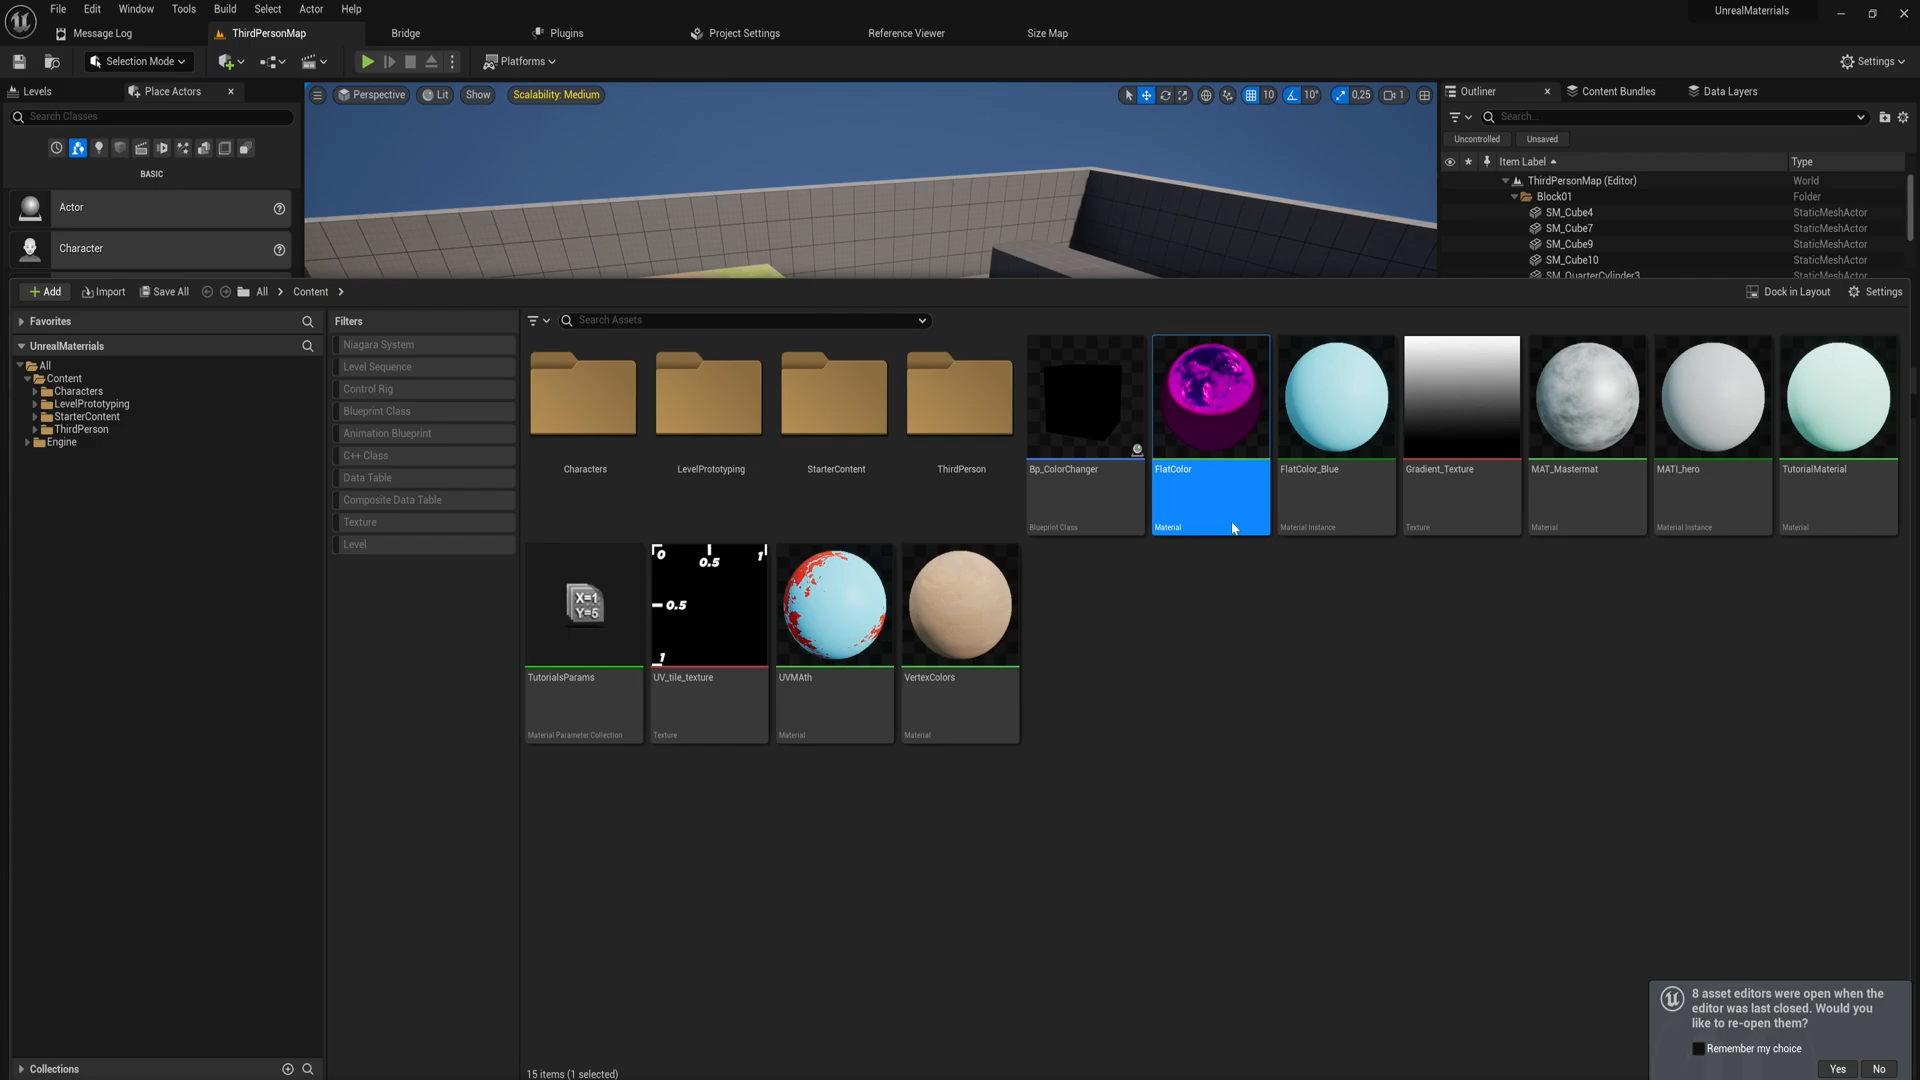 File Edit Window Tools Build Select Actor Help
UnrealMaterrials
Message Log
ThirdPersonMap
Bridge
Plugins
Project Settings
Reference Viewer
Size Map
Selection Mode
Platforms
Settings
Levels
Place Actors
Search Classes
BASIC
Actor
Character
Perspective
Lit
Show
Scalability: Medium
10
10°
0,25
1
Outliner
Content Bundles
Data Layers
Search...
Uncontrolled
Unsaved
Item Label
Type
ThirdPersonMap (Editor)
World
Block01
Folder
SM_Cube4
StaticMeshActor
SM_Cube7
StaticMeshActor
SM_Cube9
StaticMeshActor
SM_Cube10
StaticMeshActor
SM_QuarterCylinder3
StaticMeshActor
Add
Import
Save All
All
Content
Dock in Layout
Settings
Favorites
UnrealMaterials
All
Content
Characters
LevelPrototyping
StarterContent
ThirdPerson
Engine
Collections
Filters
Niagara System
Level Sequence
Control Rig
Blueprint Class
Animation Blueprint
C++ Class
Data Table
Composite Data Table
Texture
Level
Search Assets
Characters
LevelPrototyping
StarterContent
ThirdPerson
Bp_ColorChanger
Blueprint Class
FlatColor
Material
FlatColor_Blue
Material Instance
Gradient_Texture
Texture
MAT_Mastermat
Material
MATI_hero
Material Instance
TutorialMaterial
Material
X=1
Y=5
TutorialsParams
Material Parameter Collection
0 0.5 1
0.5
1
UV_tile_texture
Texture
UVMAth
Material
VertexColors
Material
15 items (1 selected)
8 asset editors were open when the
editor was last closed. Would you
like to re-open them?
Remember my choice
Yes
No